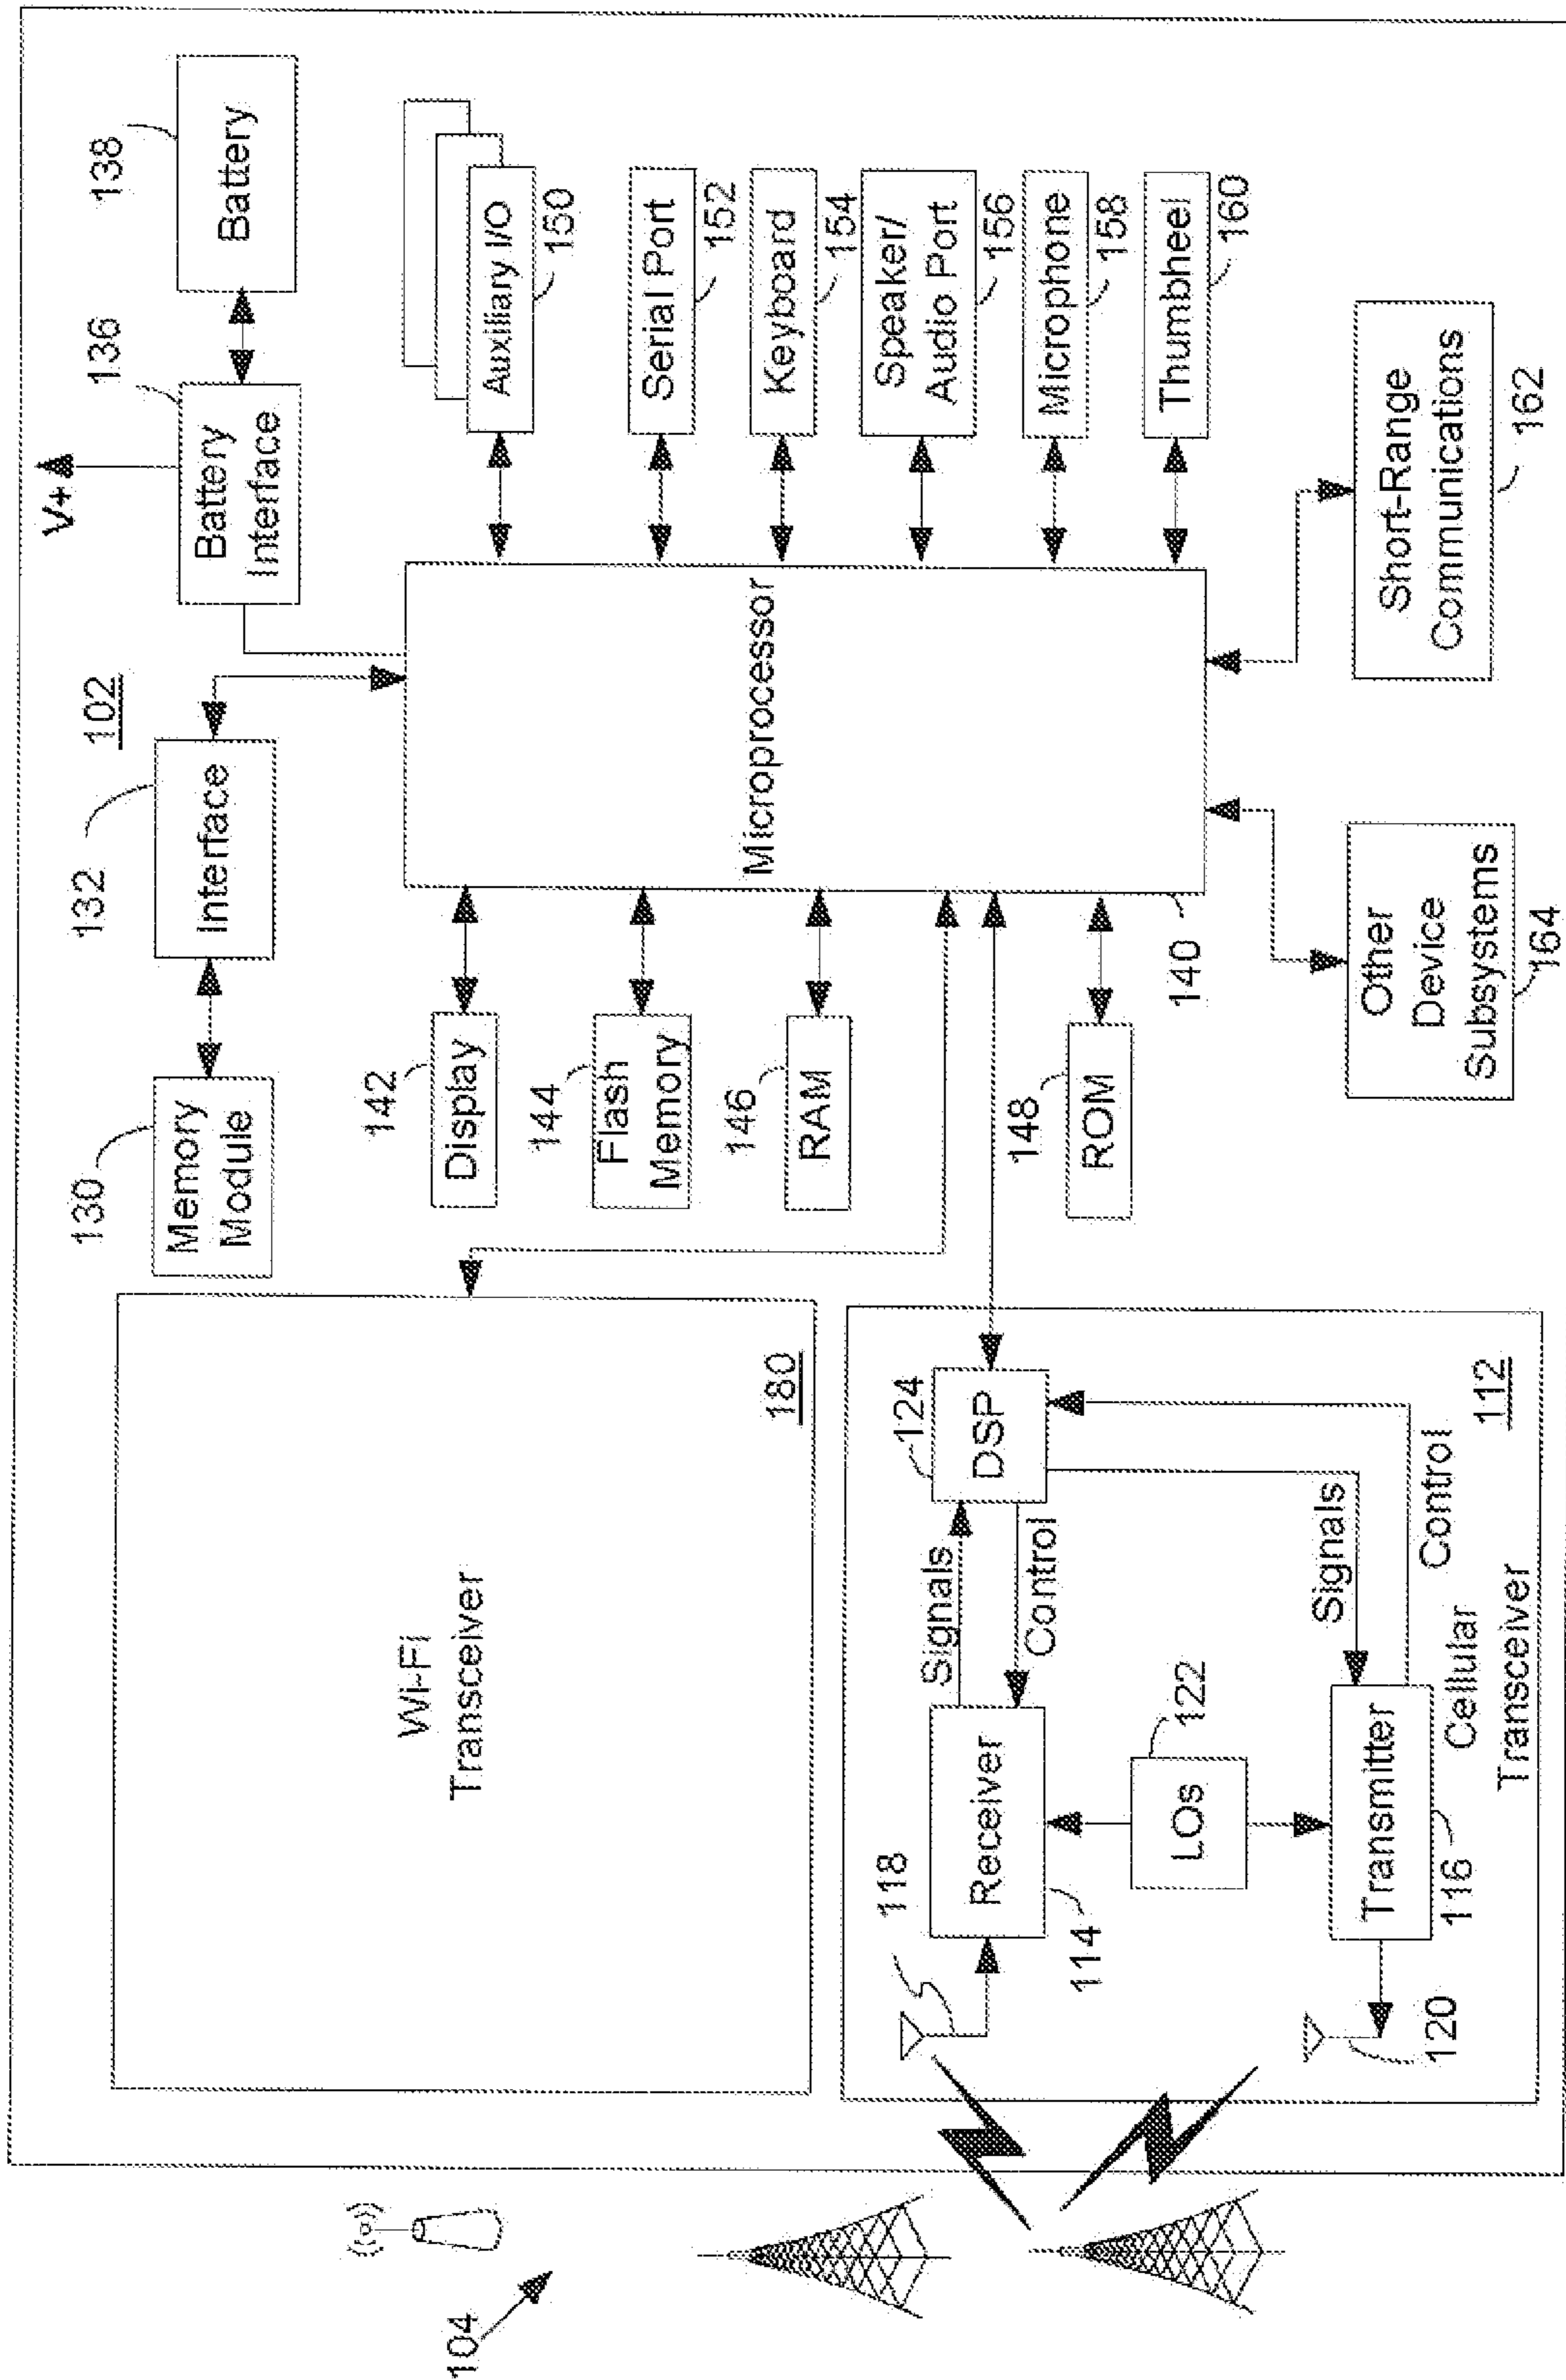 104
102
V+
130
Memory
Module
132
Interface
136
Battery
Interface
138
Battery
Wi-Fi
Transceiver
180
142
Display
144
Flash
Memory
146
RAM
148
ROM
Microprocessor
140
Auxiliary I/O
150
Serial Port
152
Keyboard
154
Speaker/
Audio Port
156
Microphone
158
Thumbheel
160
118
Receiver
114
Signals
Control
124
DSP
LOs
122
Signals
Control
Transmitter
116
120
Cellular
Transceiver
112
Other
Device
Subsystems
164
Short-Range
Communications
162